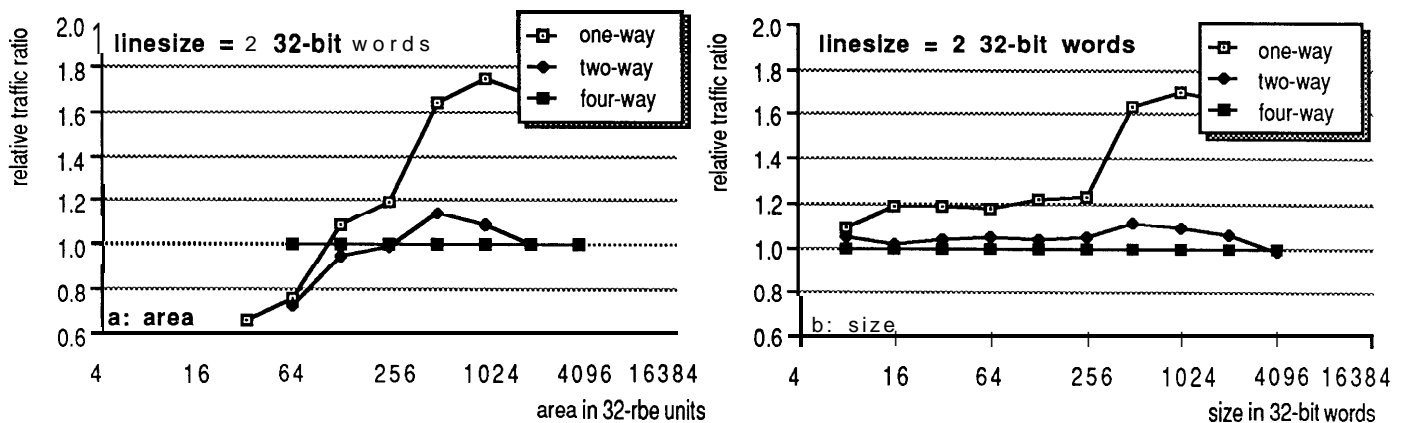 relative traffic ratio
2.0
1.8
1.6
1.4
1.2
1.0
0.8
0.6
linesize = 2 32-bit words
one-way
two-way
four-way
a: area
4 16 64 256 1024 4096 16384
area in 32-rbe units
relative traffic ratio
2.0
1.8
1.6
1.4
1.2
1.0
0.8
0.6
linesize = 2 32-bit words
one-way
two-way
four-way
b: size
4 16 64 256 1024 4096 16384
size in 32-bit words